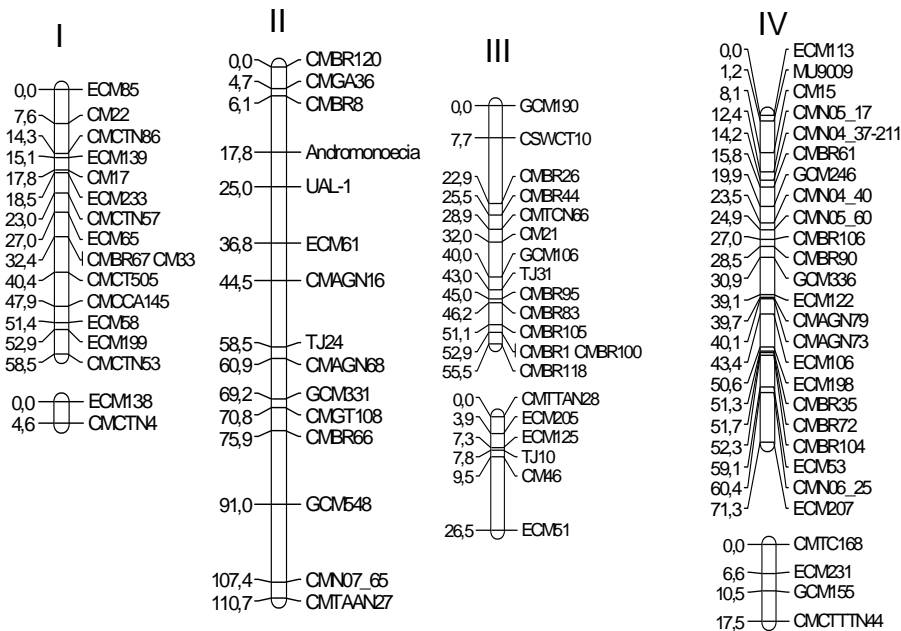 I
0,0 ECM85
7,6 CM22
14,3 CMCTN86
15,1 ECM139
17,8 CM17
18,5 ECM233
23,0 CMCTN57
27,0 ECM65
32,4 CMBR67 CM33
40,4 CMCT505
47,9 CMCCA145
51,4 ECM58
52,9 ECM199
58,5 CMCTN53
0,0 ECM138
4,6 CMCTN4
II
0,0 CMBR120
4,7 CMGA36
6,1 CMBR8
17,8 Andromonoecia
25,0 UAL-1
36,8 ECM61
44,5 CMAGN16
58,5 TJ24
60,9 CMAGN68
69,2 GCM331
70,8 CMGT108
75,9 CMBR66
91,0 GCM548
107,4 CMN07_65
110,7 CMTAAN27
III
0,0 GCM190
7,7 CSWCT10
22,9 CMBR26
25,5 CMBR44
28,9 CMTCN66
32,0 CM21
40,0 GCM106
43,0 TJ31
45,0 CMBR95
46,2 CMBR83
51,1 CMBR105
52,9 CMBR1 CMBR100
55,5 CMBR118
0,0 CMTTAN28
3,9 ECM205
7,3 ECM125
7,8 TJ10
9,5 CM46
26,5 ECM51
IV
0,0 ECM113
1,2 MU9009
8,1 CM15
12,4 CMN05_17
14,2 CMN04_37-211
15,8 CMBR61
19,9 GCM246
23,5 CMN04_40
24,9 CMN05_60
27,0 CMBR106
28,5 CMBR90
30,9 GCM336
39,1 ECM122
39,7 CMAGN79
40,1 CMAGN73
43,4 ECM106
50,6 ECM198
51,3 CMBR35
51,7 CMBR72
52,3 CMBR104
59,1 ECM53
60,4 CMN06_25
71,3 ECM207
0,0 CMTC168
6,6 ECM231
10,5 GCM155
17,5 CMCTTTN44